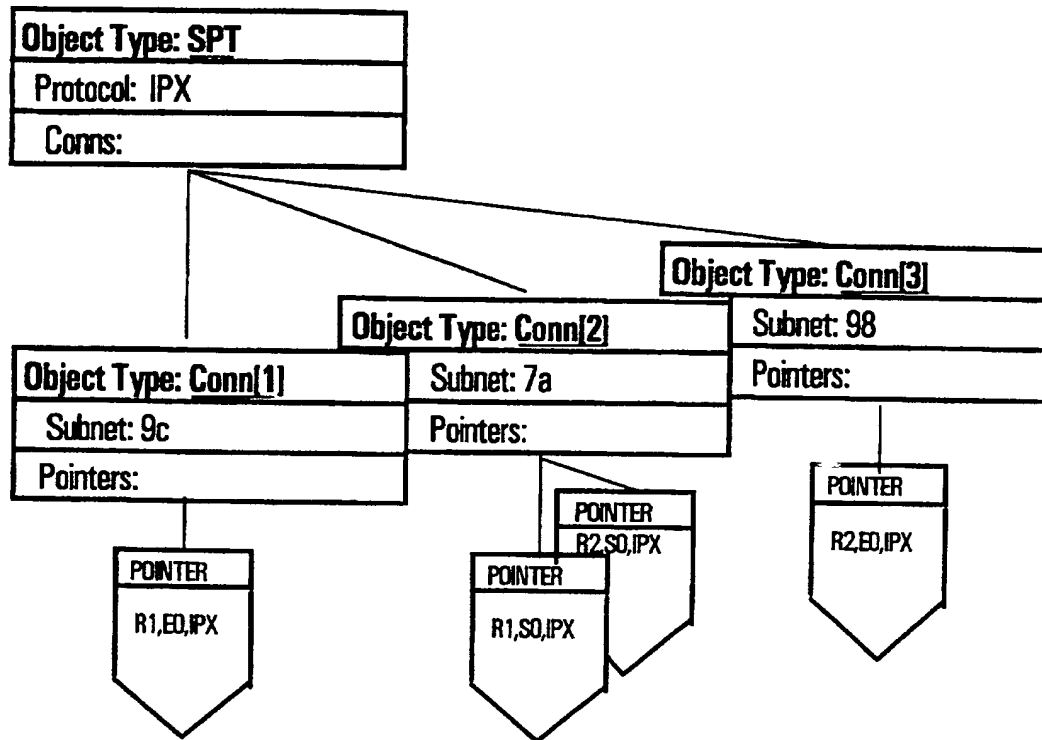 Object Type: SPT
Protocol: IPX
Conns:
Object Type: Conn[3]
Subnet: 98
Pointers:
Object Type: Conn[2]
Subnet: 7a
Pointers:
Object Type: Conn[1]
Subnet: 9c
Pointers:
POINTER
R1,E0,IPX
POINTER
R1,S0,IPX
POINTER
R2,S0,IPX
POINTER
R2,E0,IPX